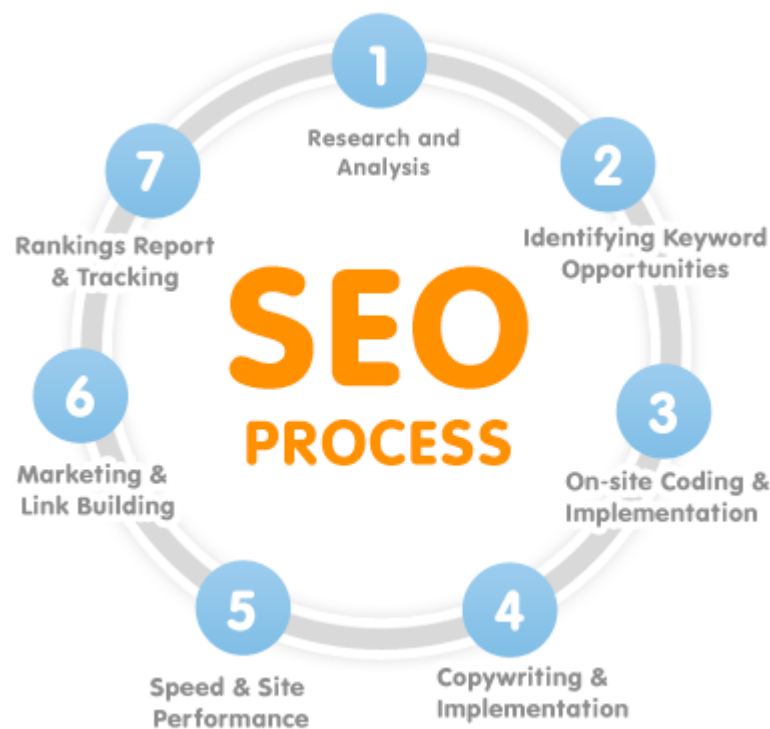 1
Research and
Analysis
2
Identifying Keyword
Opportunities
3
On-site Coding &
Implementation
4
Copywriting &
Implementation
5
Speed & Site
Performance
6
Marketing &
Link Building
7
Rankings Report
& Tracking
SEO
PROCESS